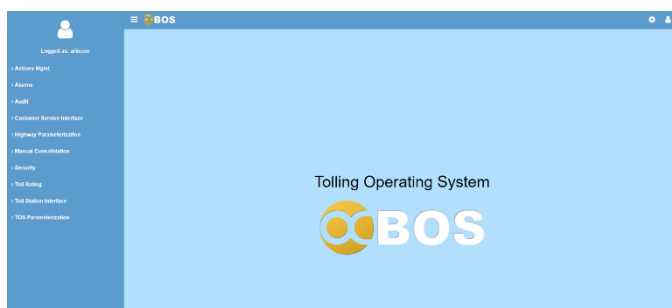 BOS
Logged as: arincon
› Actions Mgmt
› Alarms
› Audit
› Customer Service Interface
› Highway Parameterization
› Manual Consolidation
› Security
› Toll Rating
› Toll Station Interface
› TOS Parameterization
Tolling Operating System
BOS